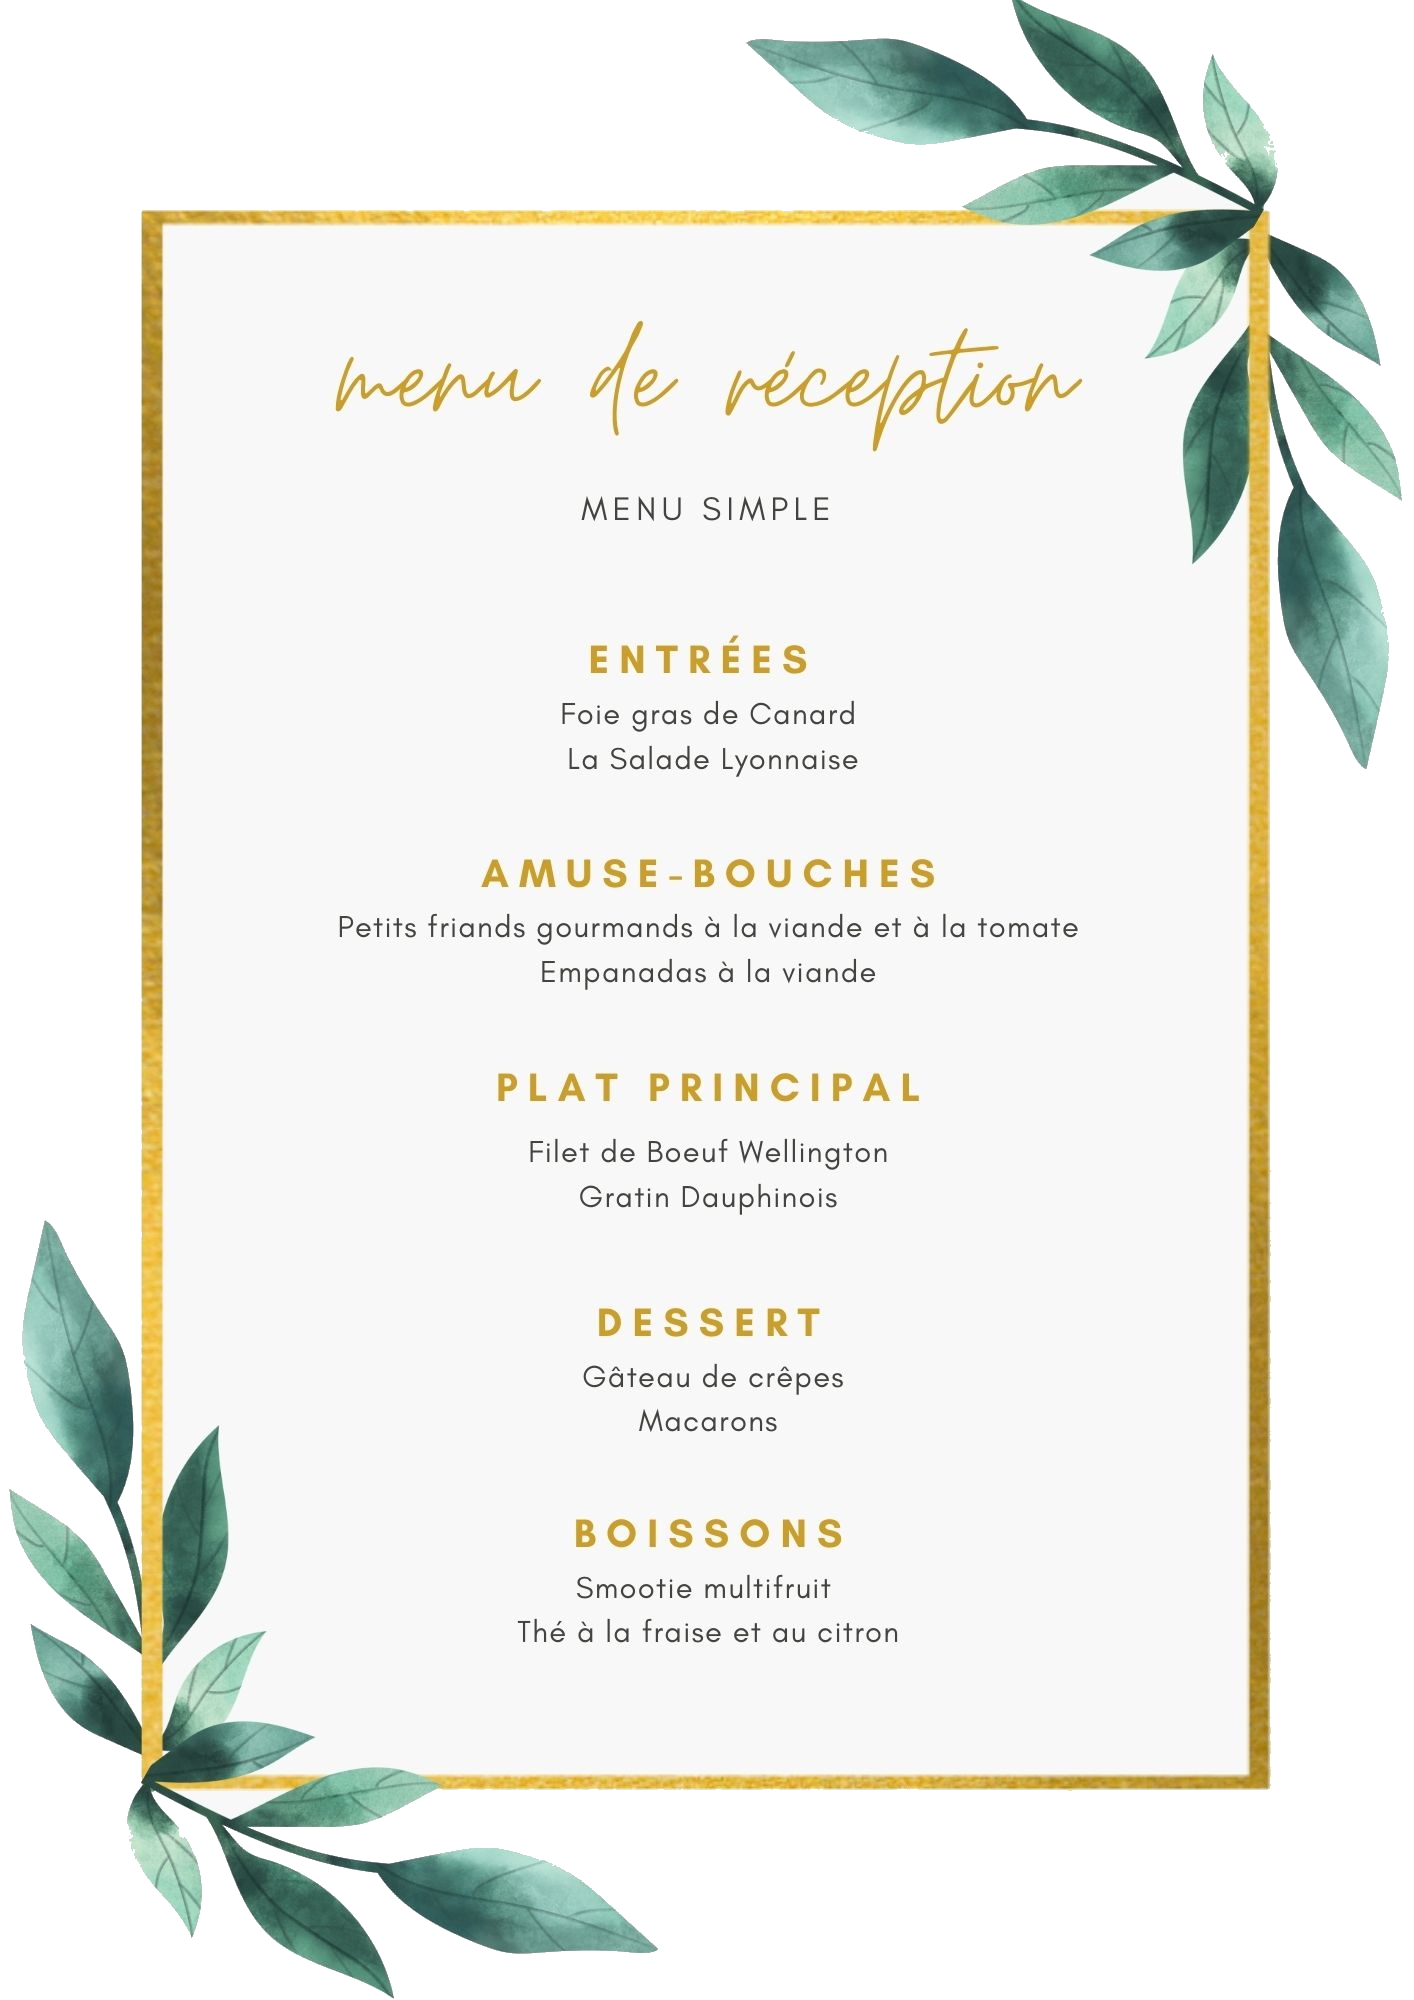 menu de réception
MENU SIMPLE
ENTRÉES
Foie gras de Canard
La Salade Lyonnaise
AMUSE-BOUCHES
Petits friands gourmands à la viande et à la tomate
Empanadas à la viande
PLAT PRINCIPAL
Filet de Boeuf Wellington
Gratin Dauphinois
DESSERT
Gâteau de crêpes
Macarons
BOISSONS
Smootie multifruit
Thé à la fraise et au citron